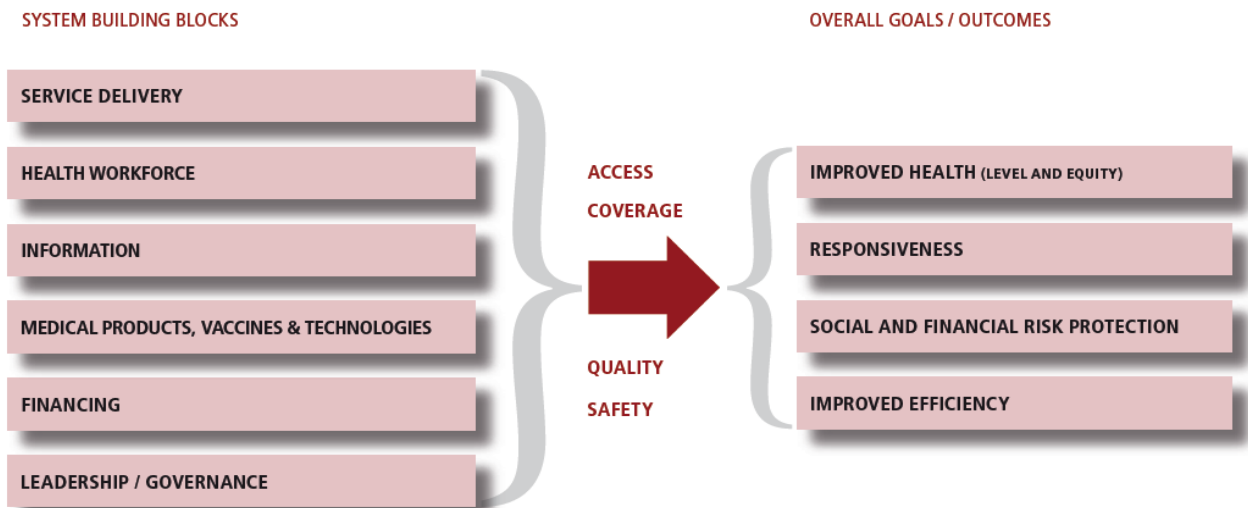 SYSTEM BUILDING BLOCKS
SERVICE DELIVERY
HEALTH WORKFORCE
INFORMATION
MEDICAL PRODUCTS, VACCINES & TECHNOLOGIES
FINANCING
LEADERSHIP / GOVERNANCE
ACCESS
COVERAGE
QUALITY
SAFETY
OVERALL GOALS / OUTCOMES
IMPROVED HEALTH (LEVEL AND EQUITY)
RESPONSIVENESS
SOCIAL AND FINANCIAL RISK PROTECTION
IMPROVED EFFICIENCY